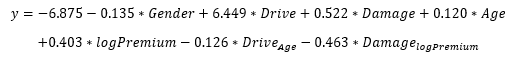 y = −6.875 − 0.135 * Gender + 6.449 * Drive + 0.522 * Damage + 0.120 * Age
+0.403 * logPremium − 0.126 * Drive_Age − 0.463 * Damage_logPremium